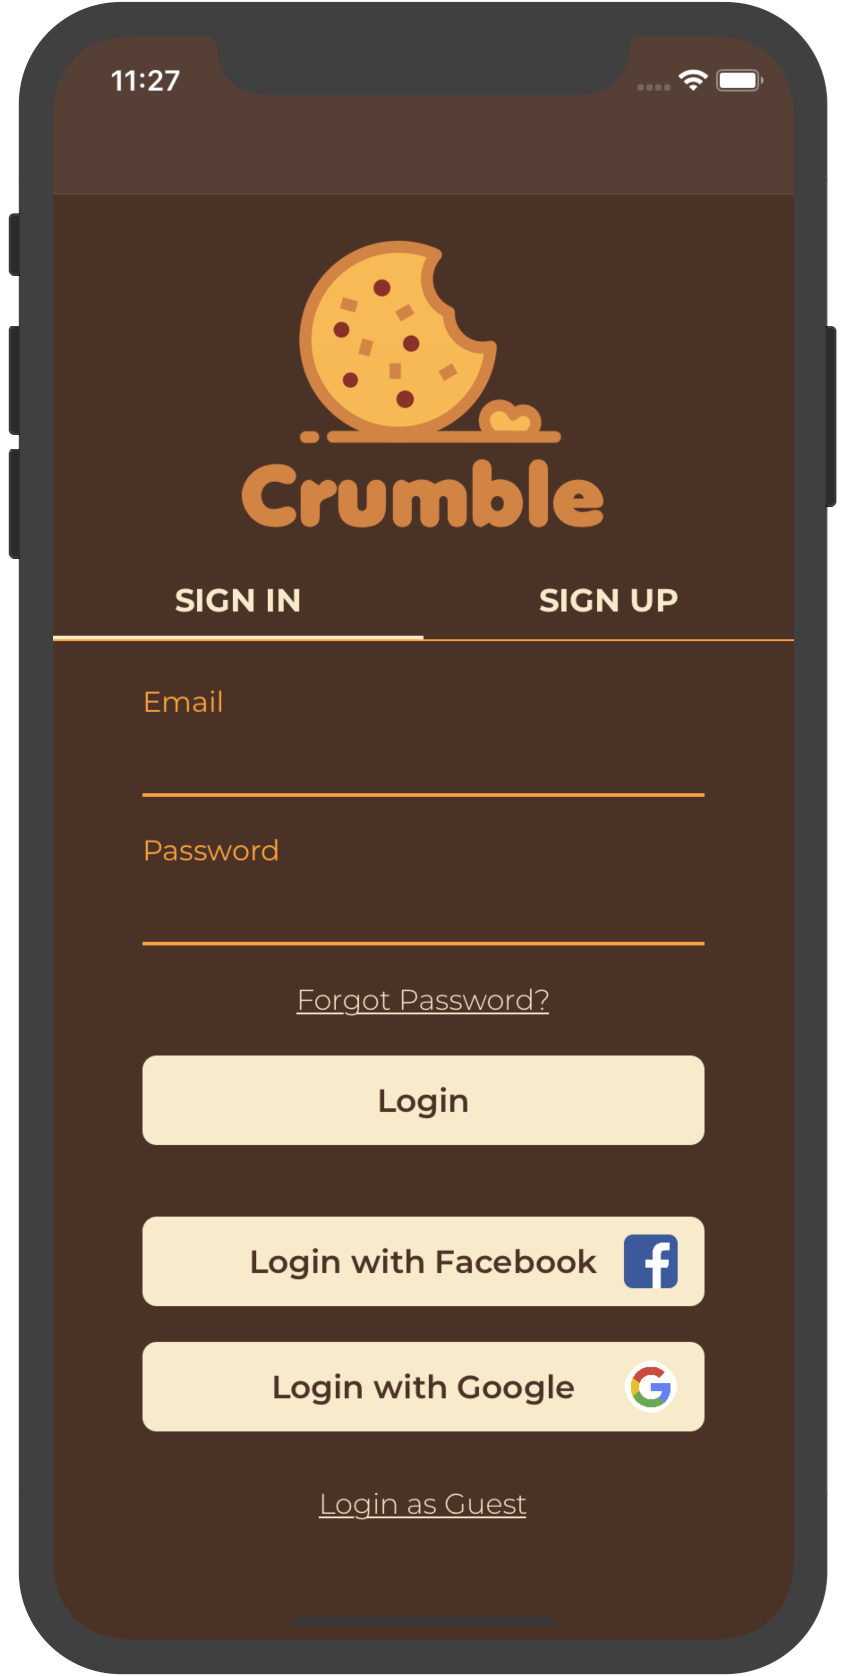 11:27
Crumble
SIGN IN SIGN UP
Email
Password
Forgot Password?
Login
Login with Facebook
Login with Google
Login as Guest